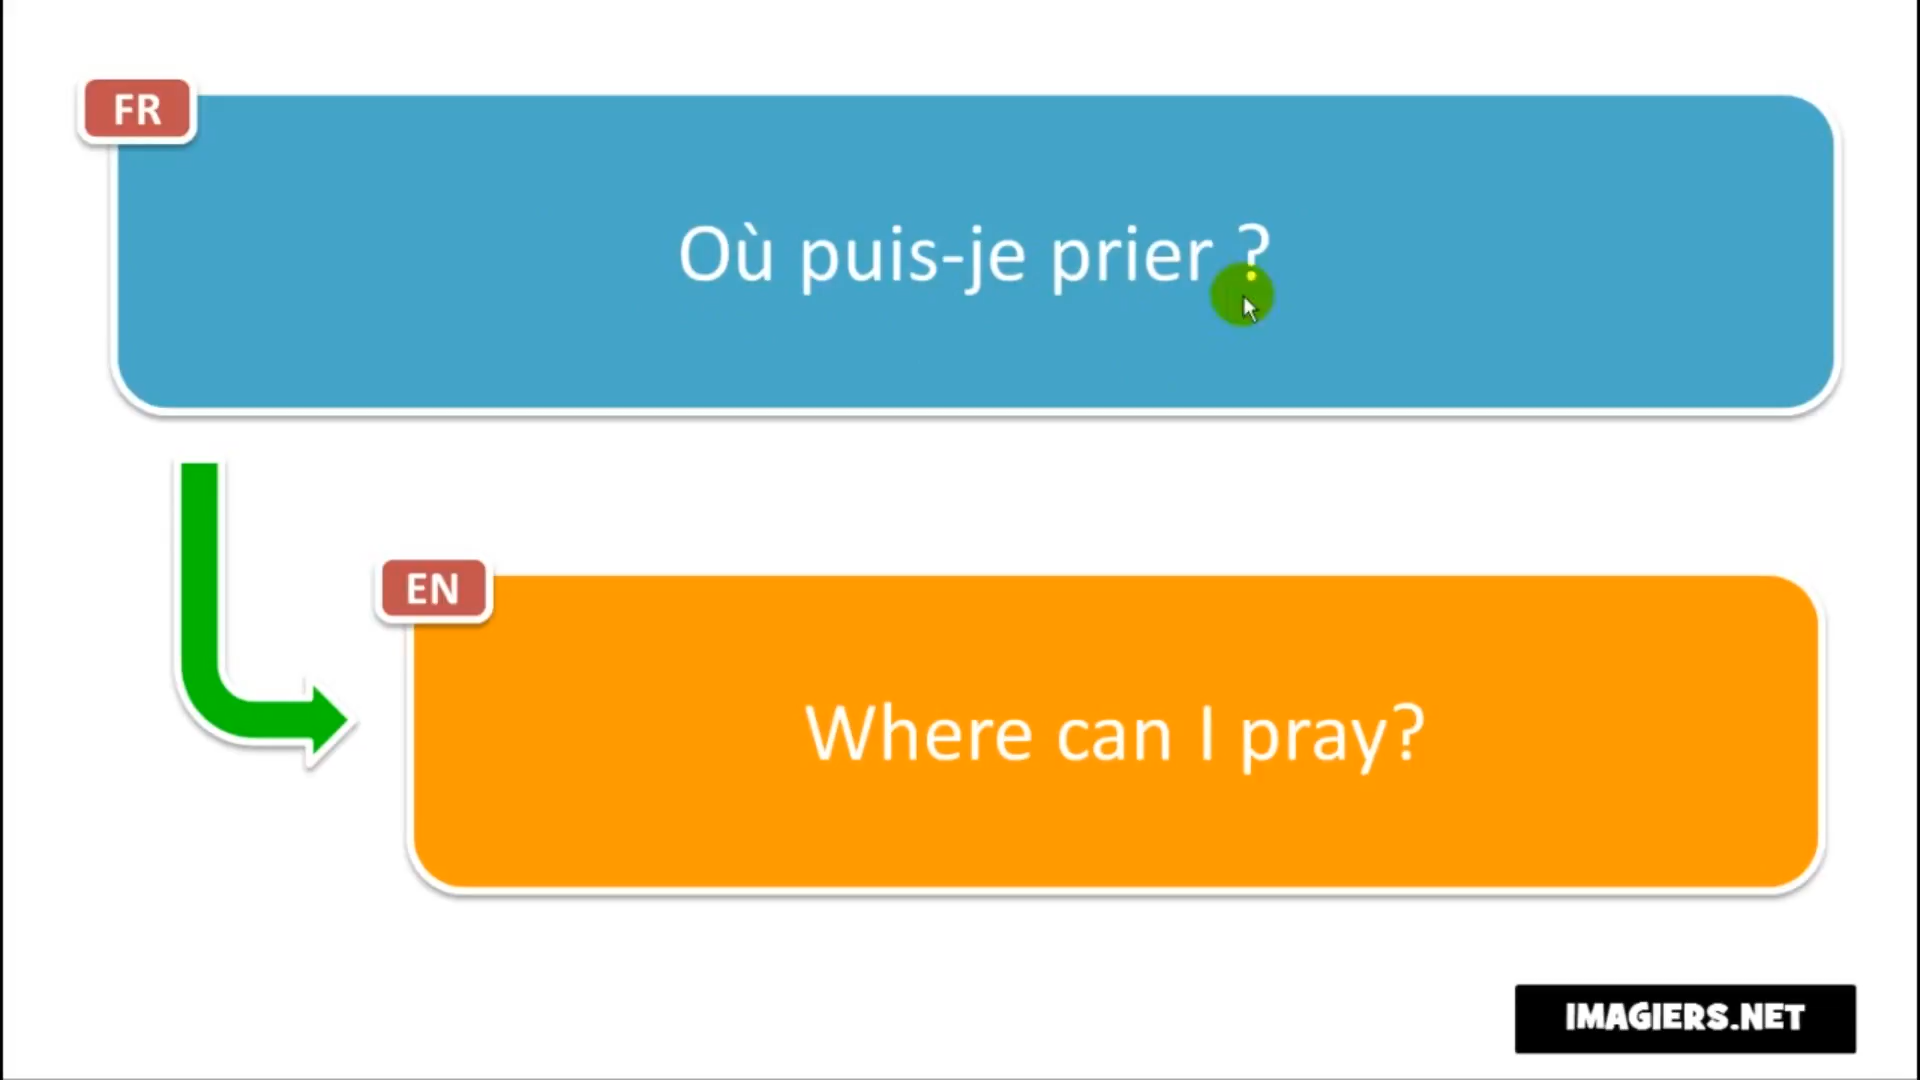 FR
Où puis-je prier ?
EN
Where can I pray?
IMAGIERS.NET